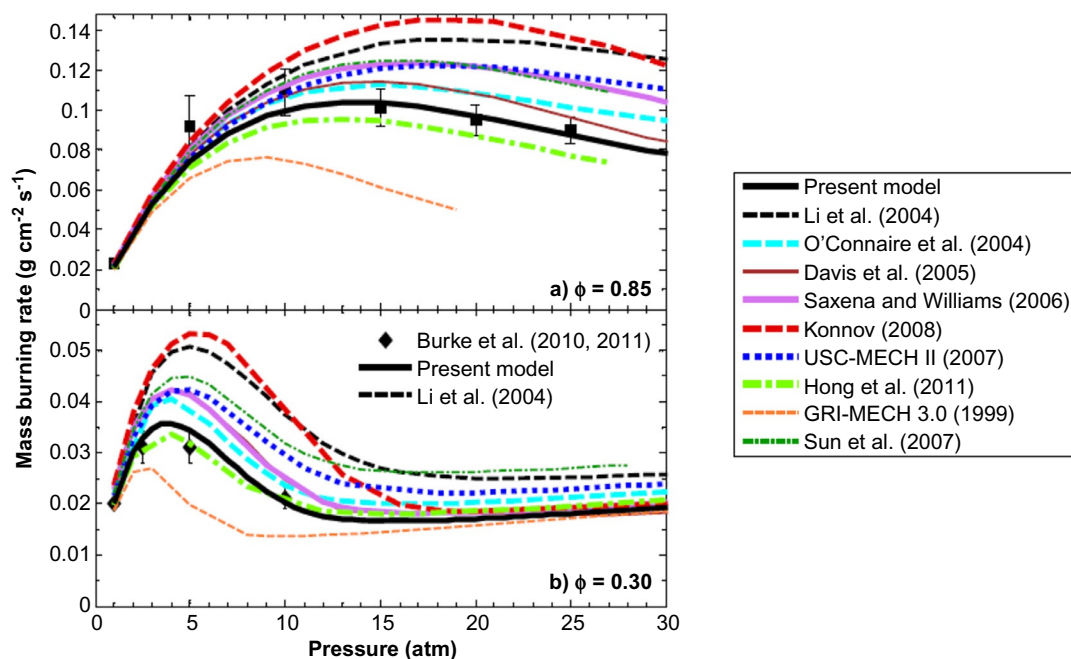 0.14
0.12
0.1
0.08
0.06
0.04
0.02
0
a) ϕ = 0.85
Mass burning rate (g cm⁻² s⁻¹)
0.05
0.04
0.03
0.02
0.01
0
Burke et al. (2010, 2011)
Present model
Li et al. (2004)
b) ϕ = 0.30
0 5 10 15 20 25 30
Pressure (atm)
Present model
Li et al. (2004)
O'Connaire et al. (2004)
Davis et al. (2005)
Saxena and Williams (2006)
Konnov (2008)
USC-MECH II (2007)
Hong et al. (2011)
GRI-MECH 3.0 (1999)
Sun et al. (2007)